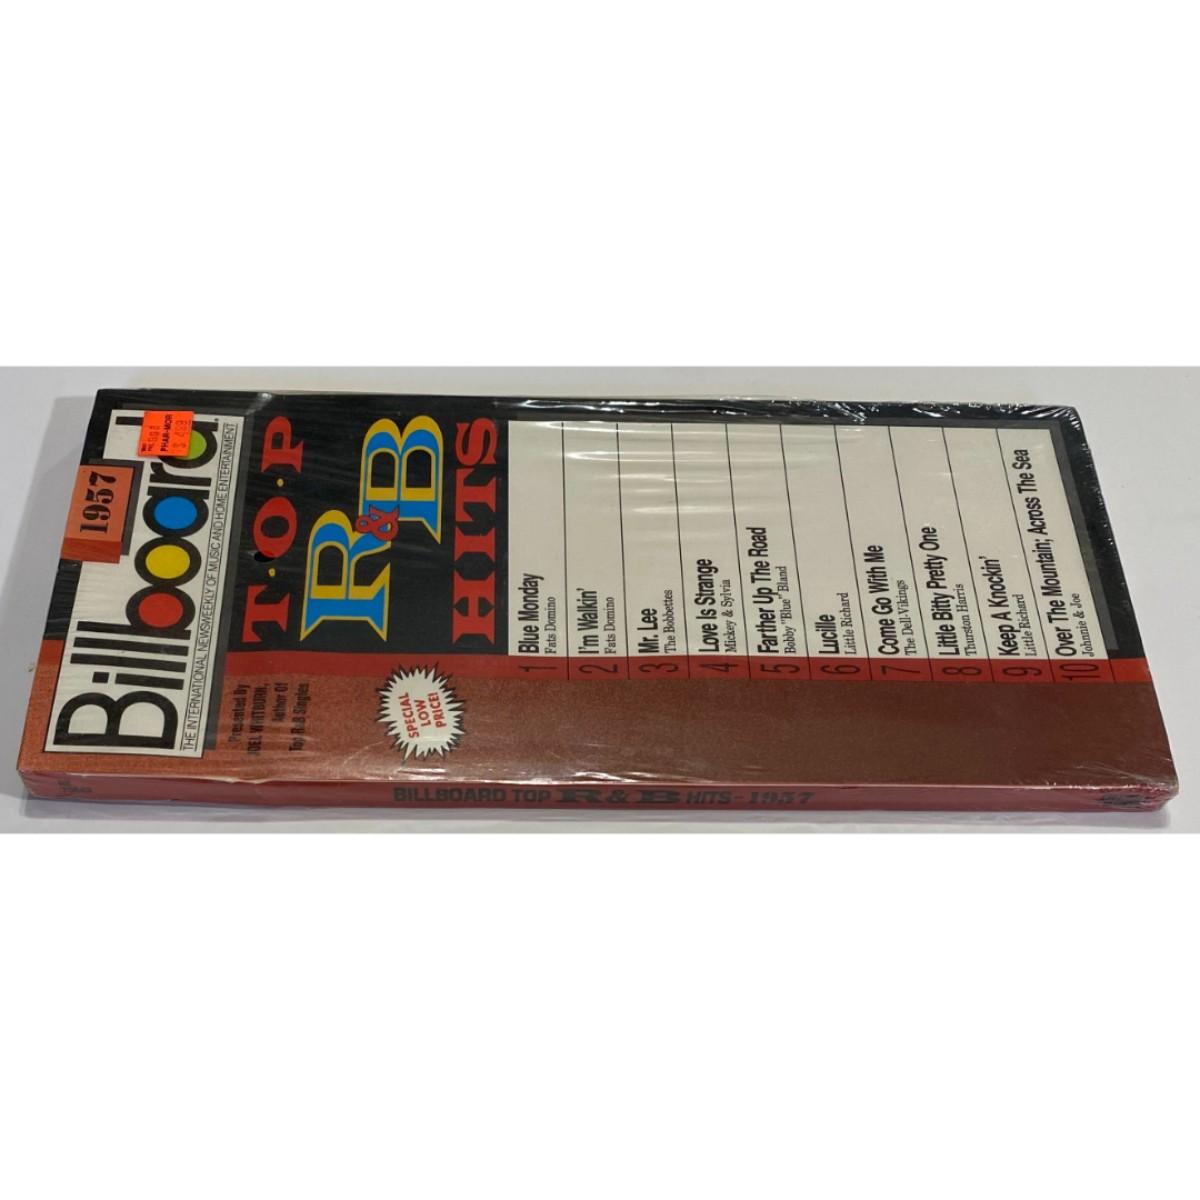 1957
Billboard
THE INTERNATIONAL NEWSWEEKLY OF MUSIC AND HOME ENTERTAINMENT
PHAR-MOR
Presented By
JOEL WHITBURN,
Author Of
Top R&B Singles
T·O·P
R&B
HITS
SPECIAL
LOW
PRICE!
1 Blue Monday
Fats Domino
2 I'm Walkin'
Fats Domino
3 Mr. Lee
The Bobbettes
4 Love Is Strange
Mickey & Sylvia
5 Farther Up The Road
Bobby "Blue" Bland
6 Lucille
Little Richard
7 Come Go With Me
The Dell-Vikings
8 Little Bitty Pretty One
Thurston Harris
9 Keep A Knockin'
Little Richard
10 Over The Mountain; Across The Sea
Johnnie & Joe
BILLBOARD TOP R&B HITS-1957